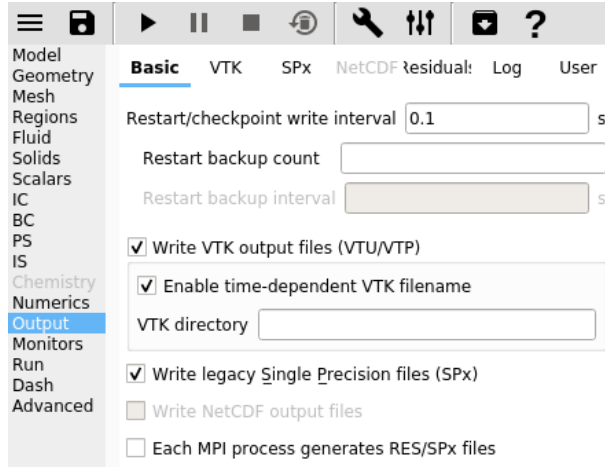 Model
Geometry
Mesh
Regions
Fluid
Solids
Scalars
IC
BC
PS
IS
Chemistry
Numerics
Output
Monitors
Run
Dash
Advanced
Basic VTK SPx NetCDF Residuals Log User
Restart/checkpoint write interval 0.1 s
Restart backup count
Restart backup interval s
Write VTK output files (VTU/VTP)
Enable time-dependent VTK filename
VTK directory
Write legacy Single Precision files (SPx)
Write NetCDF output files
Each MPI process generates RES/SPx files